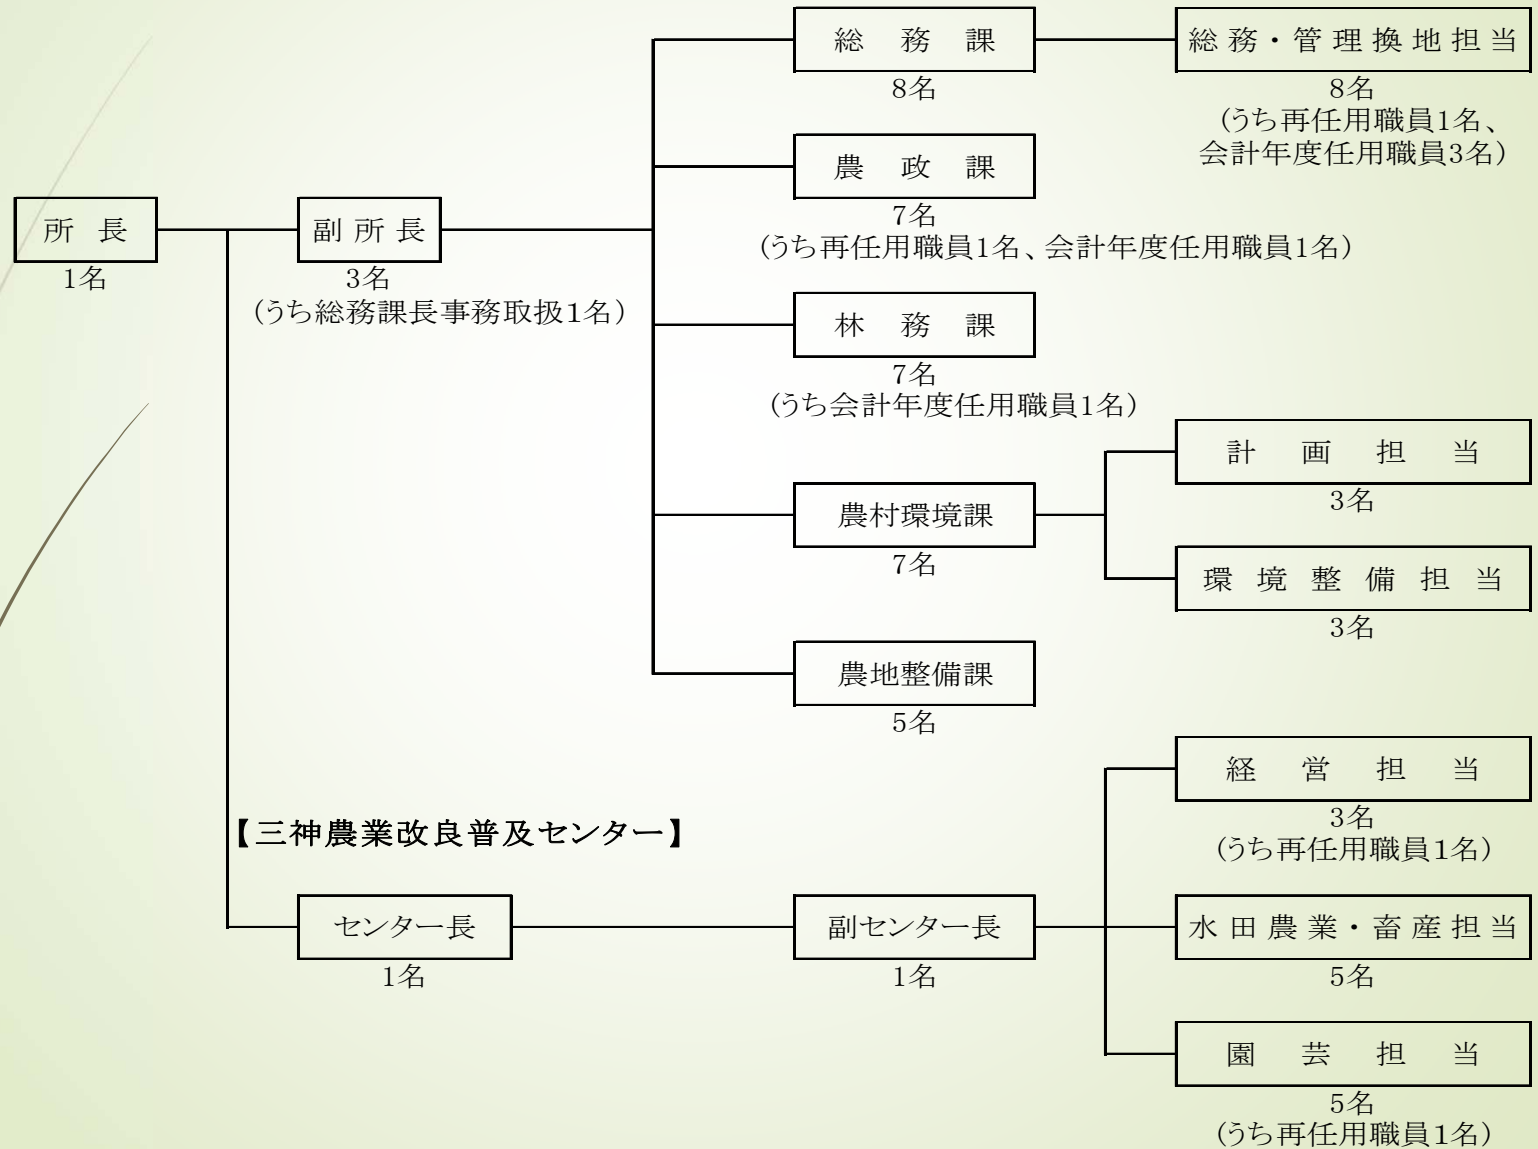 総務課
8名
総務・管理換地担当
8名
(うち再任用職員1名、
会計年度任用職員3名)
農政課
7名
(うち再任用職員1名、会計年度任用職員1名)
所長
1名
副所長
3名
(うち総務課長事務取扱1名)
林務課
7名
(うち会計年度任用職員1名)
農村環境課
7名
計画担当
3名
環境整備担当
3名
農地整備課
5名
【三神農業改良普及センター】
センター長
1名
副センター長
1名
経営担当
3名
(うち再任用職員1名)
水田農業・畜産担当
5名
園芸担当
5名
(うち再任用職員1名)